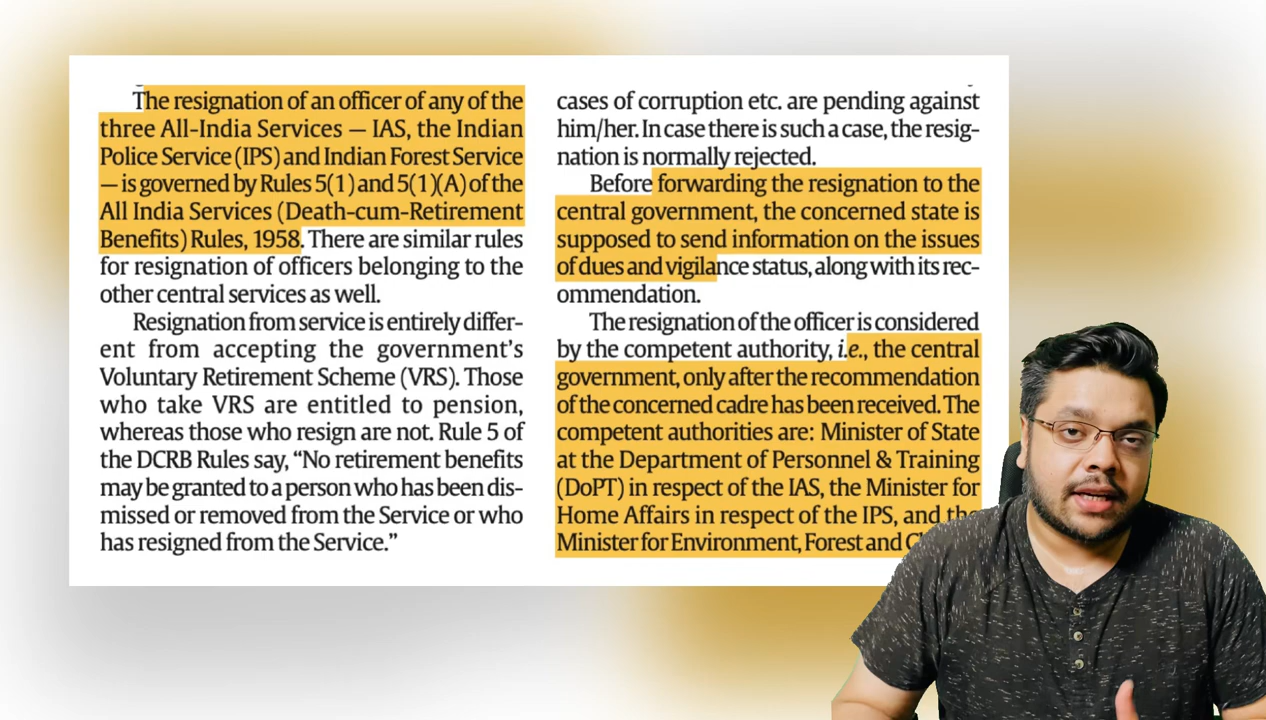 The resignation of an officer of any of the
three All-India Services — IAS, the Indian
Police Service (IPS) and Indian Forest Service
— is governed by Rules 5(1) and 5(1)(A) of the
All India Services (Death-cum-Retirement
Benefits) Rules, 1958. There are similar rules
for resignation of officers belonging to the
other central services as well.
Resignation from service is entirely differ-
ent from accepting the government’s
Voluntary Retirement Scheme (VRS). Those
who take VRS are entitled to pension,
whereas those who resign are not. Rule 5 of
the DCRB Rules say, “No retirement benefits
may be granted to a person who has been dis-
missed or removed from the Service or who
has resigned from the Service.”
cases of corruption etc. are pending against
him/her. In case there is such a case, the resig-
nation is normally rejected.
Before forwarding the resignation to the
central government, the concerned state is
supposed to send information on the issues
of dues and vigilance status, along with its rec-
ommendation.
The resignation of the officer is considered
by the competent authority, i.e., the central
government, only after the recommendation
of the concerned cadre has been received. The
competent authorities are: Minister of State
at the Department of Personnel & Training
(DoPT) in respect of the IAS, the Minister for
Home Affairs in respect of the IPS, and the
Minister for Environment, Forest and